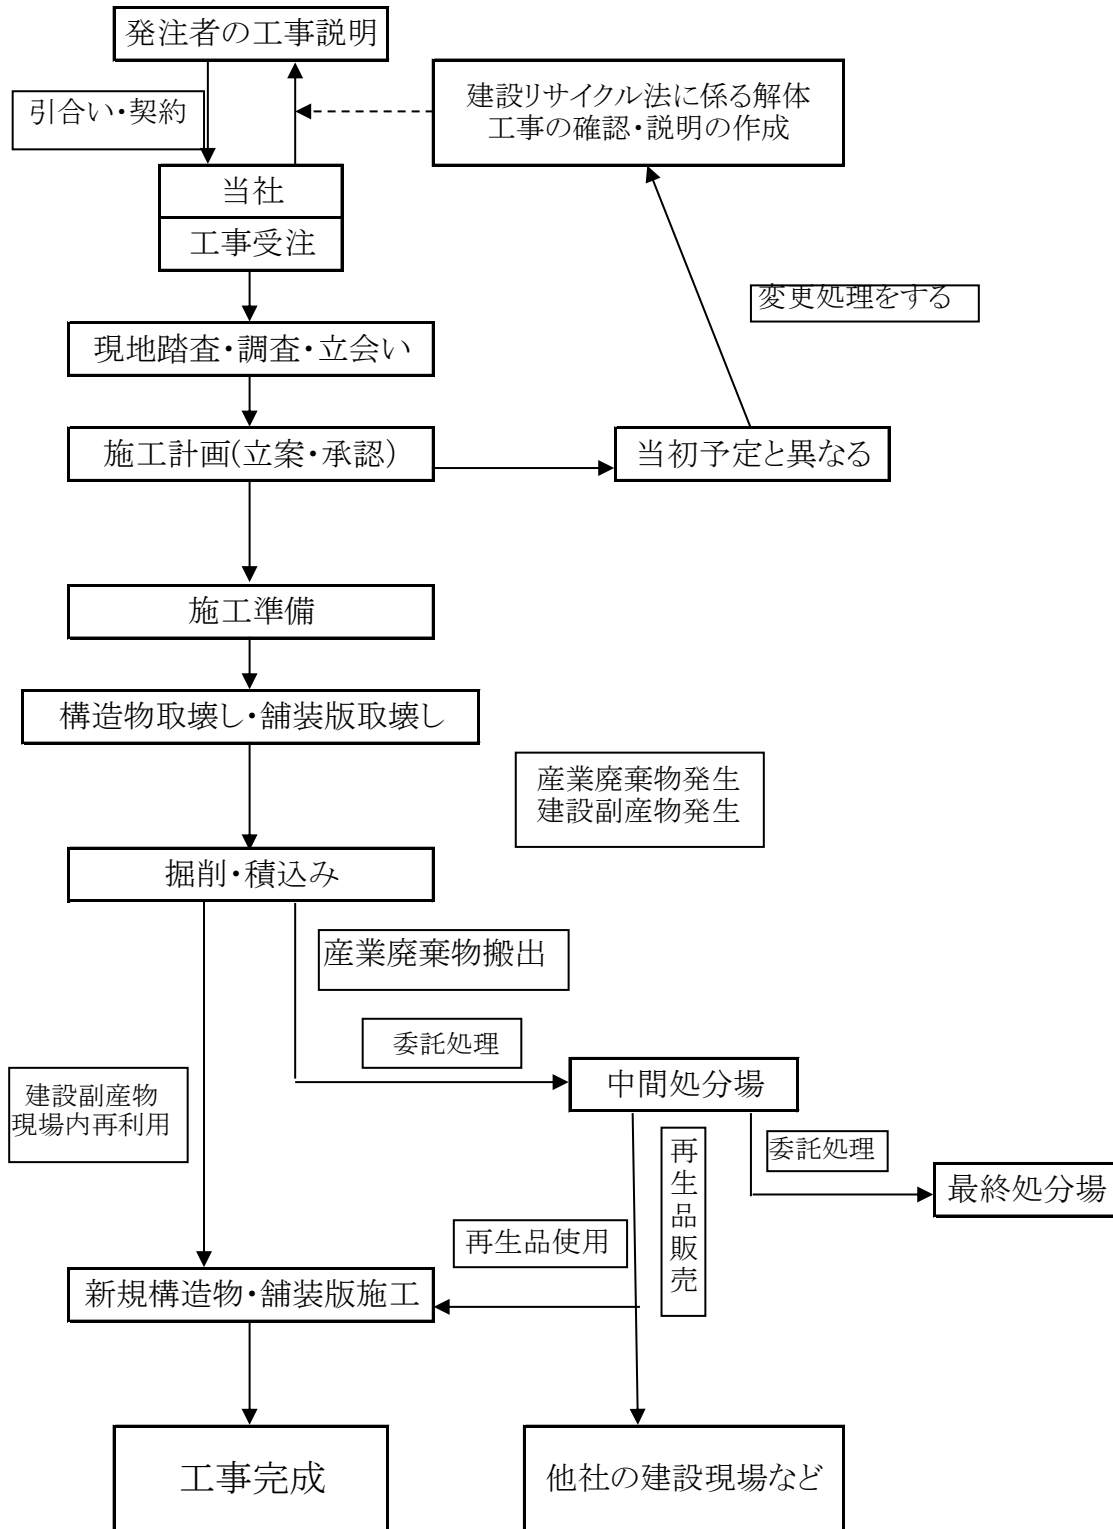 発注者の工事説明
引合い・契約
建設リサイクル法に係る解体
工事の確認・説明の作成
当社
工事受注
変更処理をする
現地踏査・調査・立会い
施工計画(立案・承認)
当初予定と異なる
施工準備
構造物取壊し・舗装版取壊し
産業廃棄物発生
建設副産物発生
掘削・積込み
産業廃棄物搬出
委託処理
中間処分場
建設副産物
現場内再利用
再生品販売
委託処理
最終処分場
再生品使用
新規構造物・舗装版施工
工事完成
他社の建設現場など